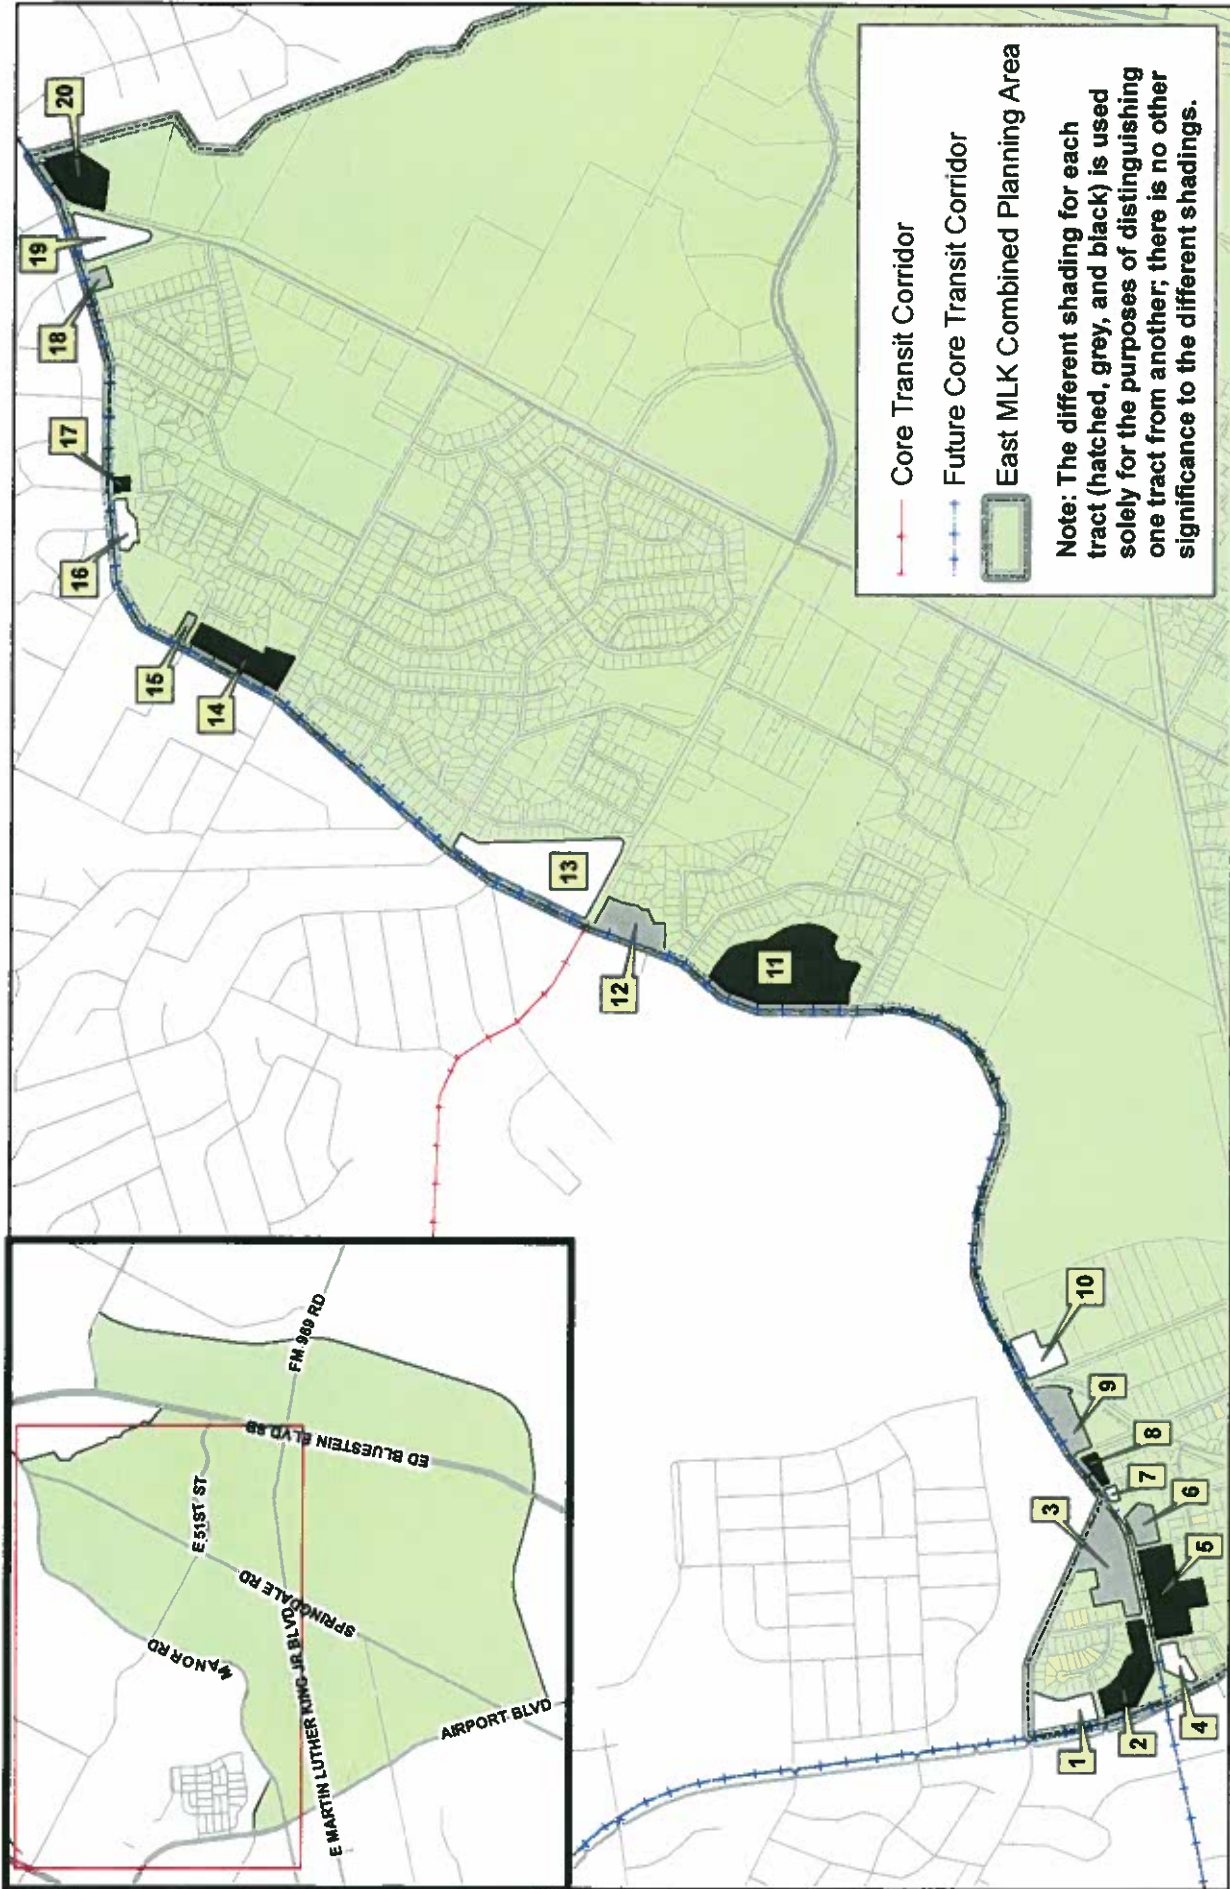 20
19
18
17
16
15
14
13
12
11
10
9
8
7
6
5
4
3
2
1
FM 969 RD
ED BLUESTEIN BLVD SB
E 51ST ST
SPRINGDALE RD
MANOR RD
E MARTIN LUTHER KING JR BLVD
AIRPORT BLVD
Core Transit Corridor
Future Core Transit Corridor
East MLK Combined Planning Area
Note: The different shading for each
tract (hatched, grey, and black) is used
solely for the purposes of distinguishing
one tract from another; there is no other
significance to the different shadings.